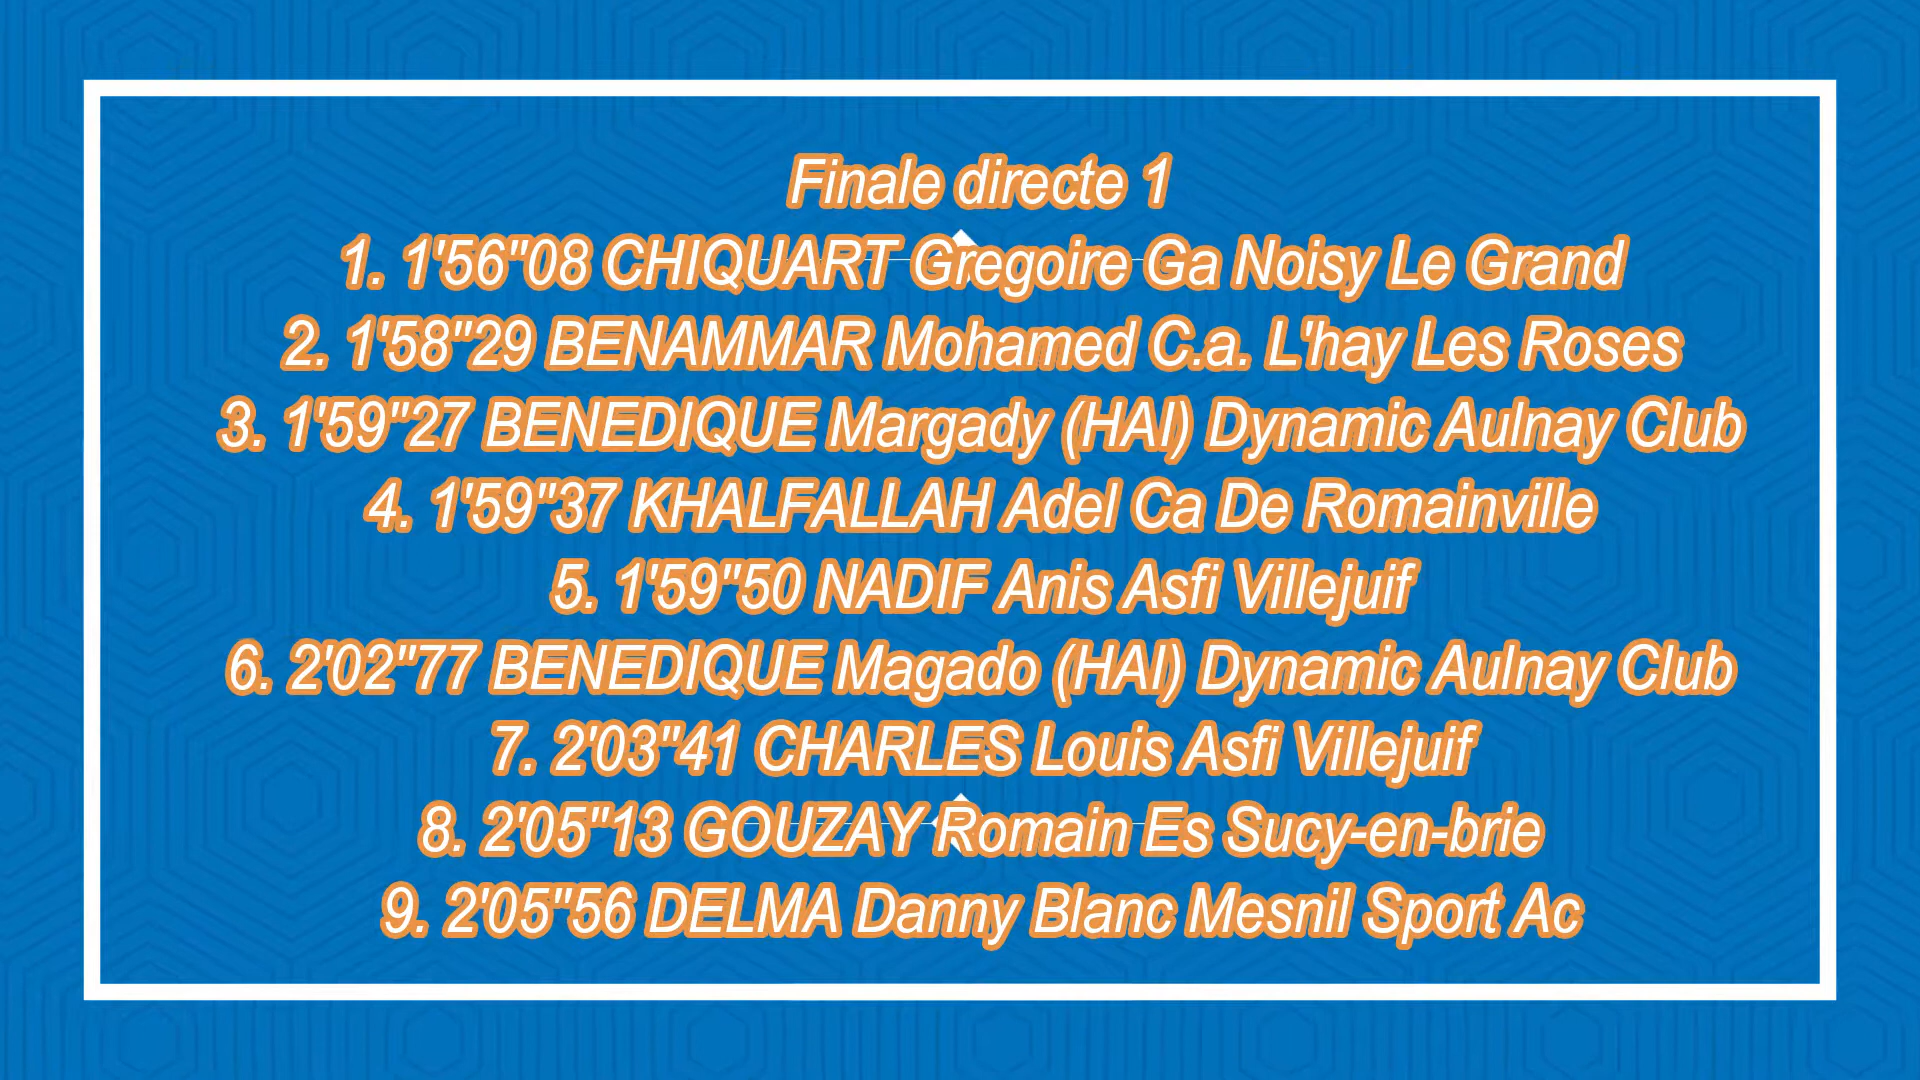 Finale directe 1
1. 1'56"08 CHIQUART Gregoire Ga Noisy Le Grand
2. 1'58"29 BENAMMAR Mohamed C.a. L'hay Les Roses
3. 1'59"27 BENEDIQUE Margady (HAI) Dynamic Aulnay Club
4. 1'59"37 KHALFALLAH Adel Ca De Romainville
5. 1'59"50 NADIF Anis Asfi Villejuif
6. 2'02"77 BENEDIQUE Magado (HAI) Dynamic Aulnay Club
7. 2'03"41 CHARLES Louis Asfi Villejuif
8. 2'05"13 GOUZAY Romain Es Sucy-en-brie
9. 2'05"56 DELMA Danny Blanc Mesnil Sport Ac